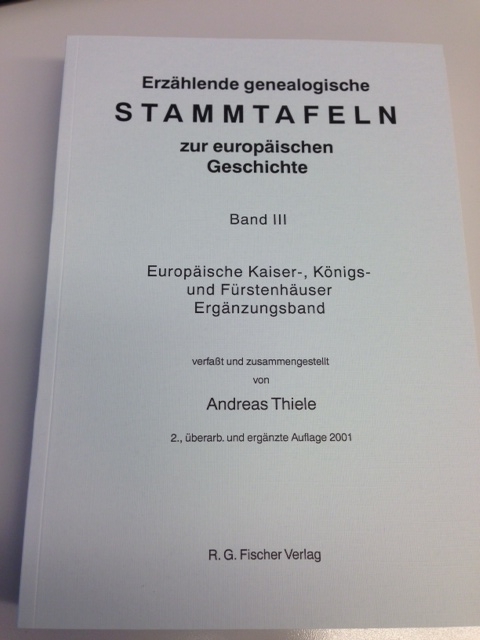 Erzählende genealogische
STAMMTAFELN
zur europäischen
Geschichte
Band III
Europäische Kaiser-, Königs-
und Fürstenhäuser
Ergänzungsband
verfaßt und zusammengestellt
von
Andreas Thiele
2., überarb. und ergänzte Auflage 2001
R. G. Fischer Verlag